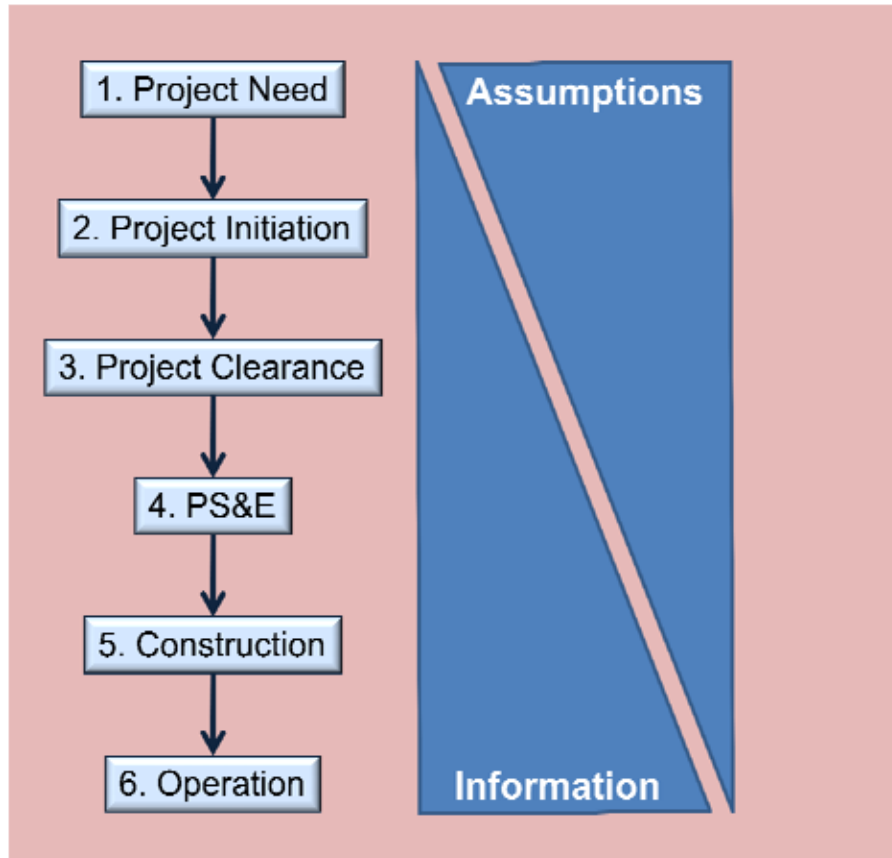 1. Project Need
Assumptions
2. Project Initiation
3. Project Clearance
4. PS&E
5. Construction
6. Operation
Information